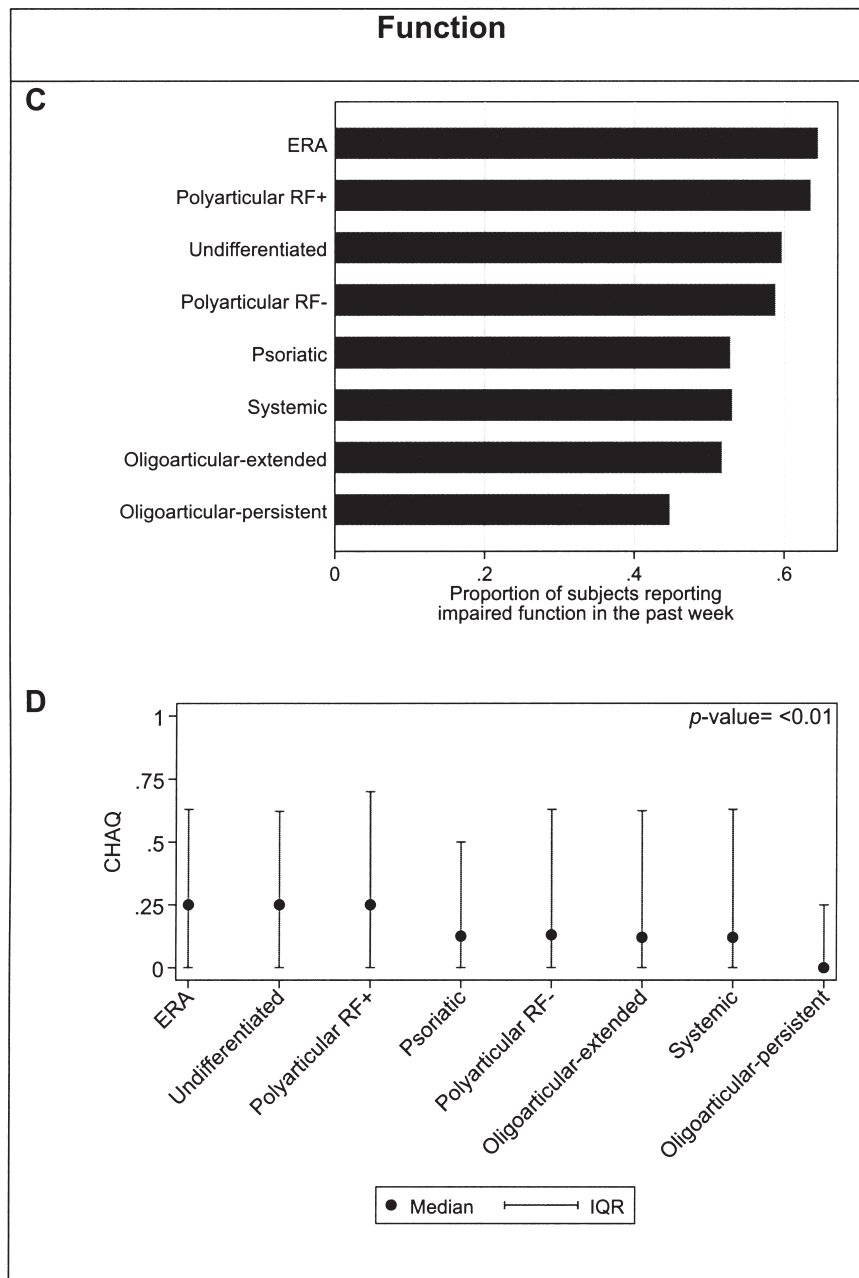 Function
C
ERA
Polyarticular RF+
Undifferentiated
Polyarticular RF-
Psoriatic
Systemic
Oligoarticular-extended
Oligoarticular-persistent
0 .2 .4 .6
Proportion of subjects reporting
impaired function in the past week
D
p-value= <0.01
1
.75
.5
.25
0
CHAQ
ERA
Undifferentiated
Polyarticular RF+
Psoriatic
Polyarticular RF-
Oligoarticular-extended
Systemic
Oligoarticular-persistent
Median IQR